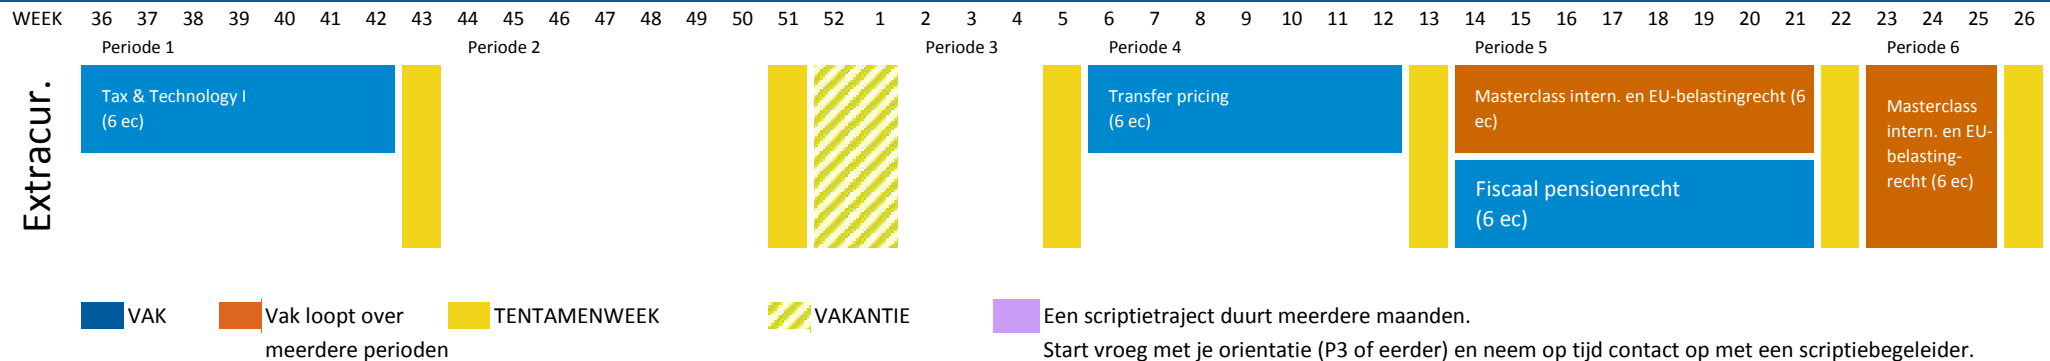 WEEK 36 37 38 39 40 41 42 43 44 45 46 47 48 49 50 51 52 1 2 3 4 5 6 7 8 9 10 11 12 13 14 15 16 17 18 19 20 21 22 23 24 25 26
Periode 1 Periode 2 Periode 3 Periode 4 Periode 5 Periode 6
Extracur.
Tax & Technology I
(6 ec)
Transfer pricing
(6 ec)
Masterclass intern. en EU-belastingrecht (6
ec)
Fiscaal pensioenrecht
(6 ec)
Masterclass
intern. en EU-
belasting-
recht (6 ec)
VAK
Vak loopt over
meerdere perioden
TENTAMENWEEK
VAKANTIE
Een scriptietraject duurt meerdere maanden.
Start vroeg met je orientatie (P3 of eerder) en neem op tijd contact op met een scriptiebegeleider.